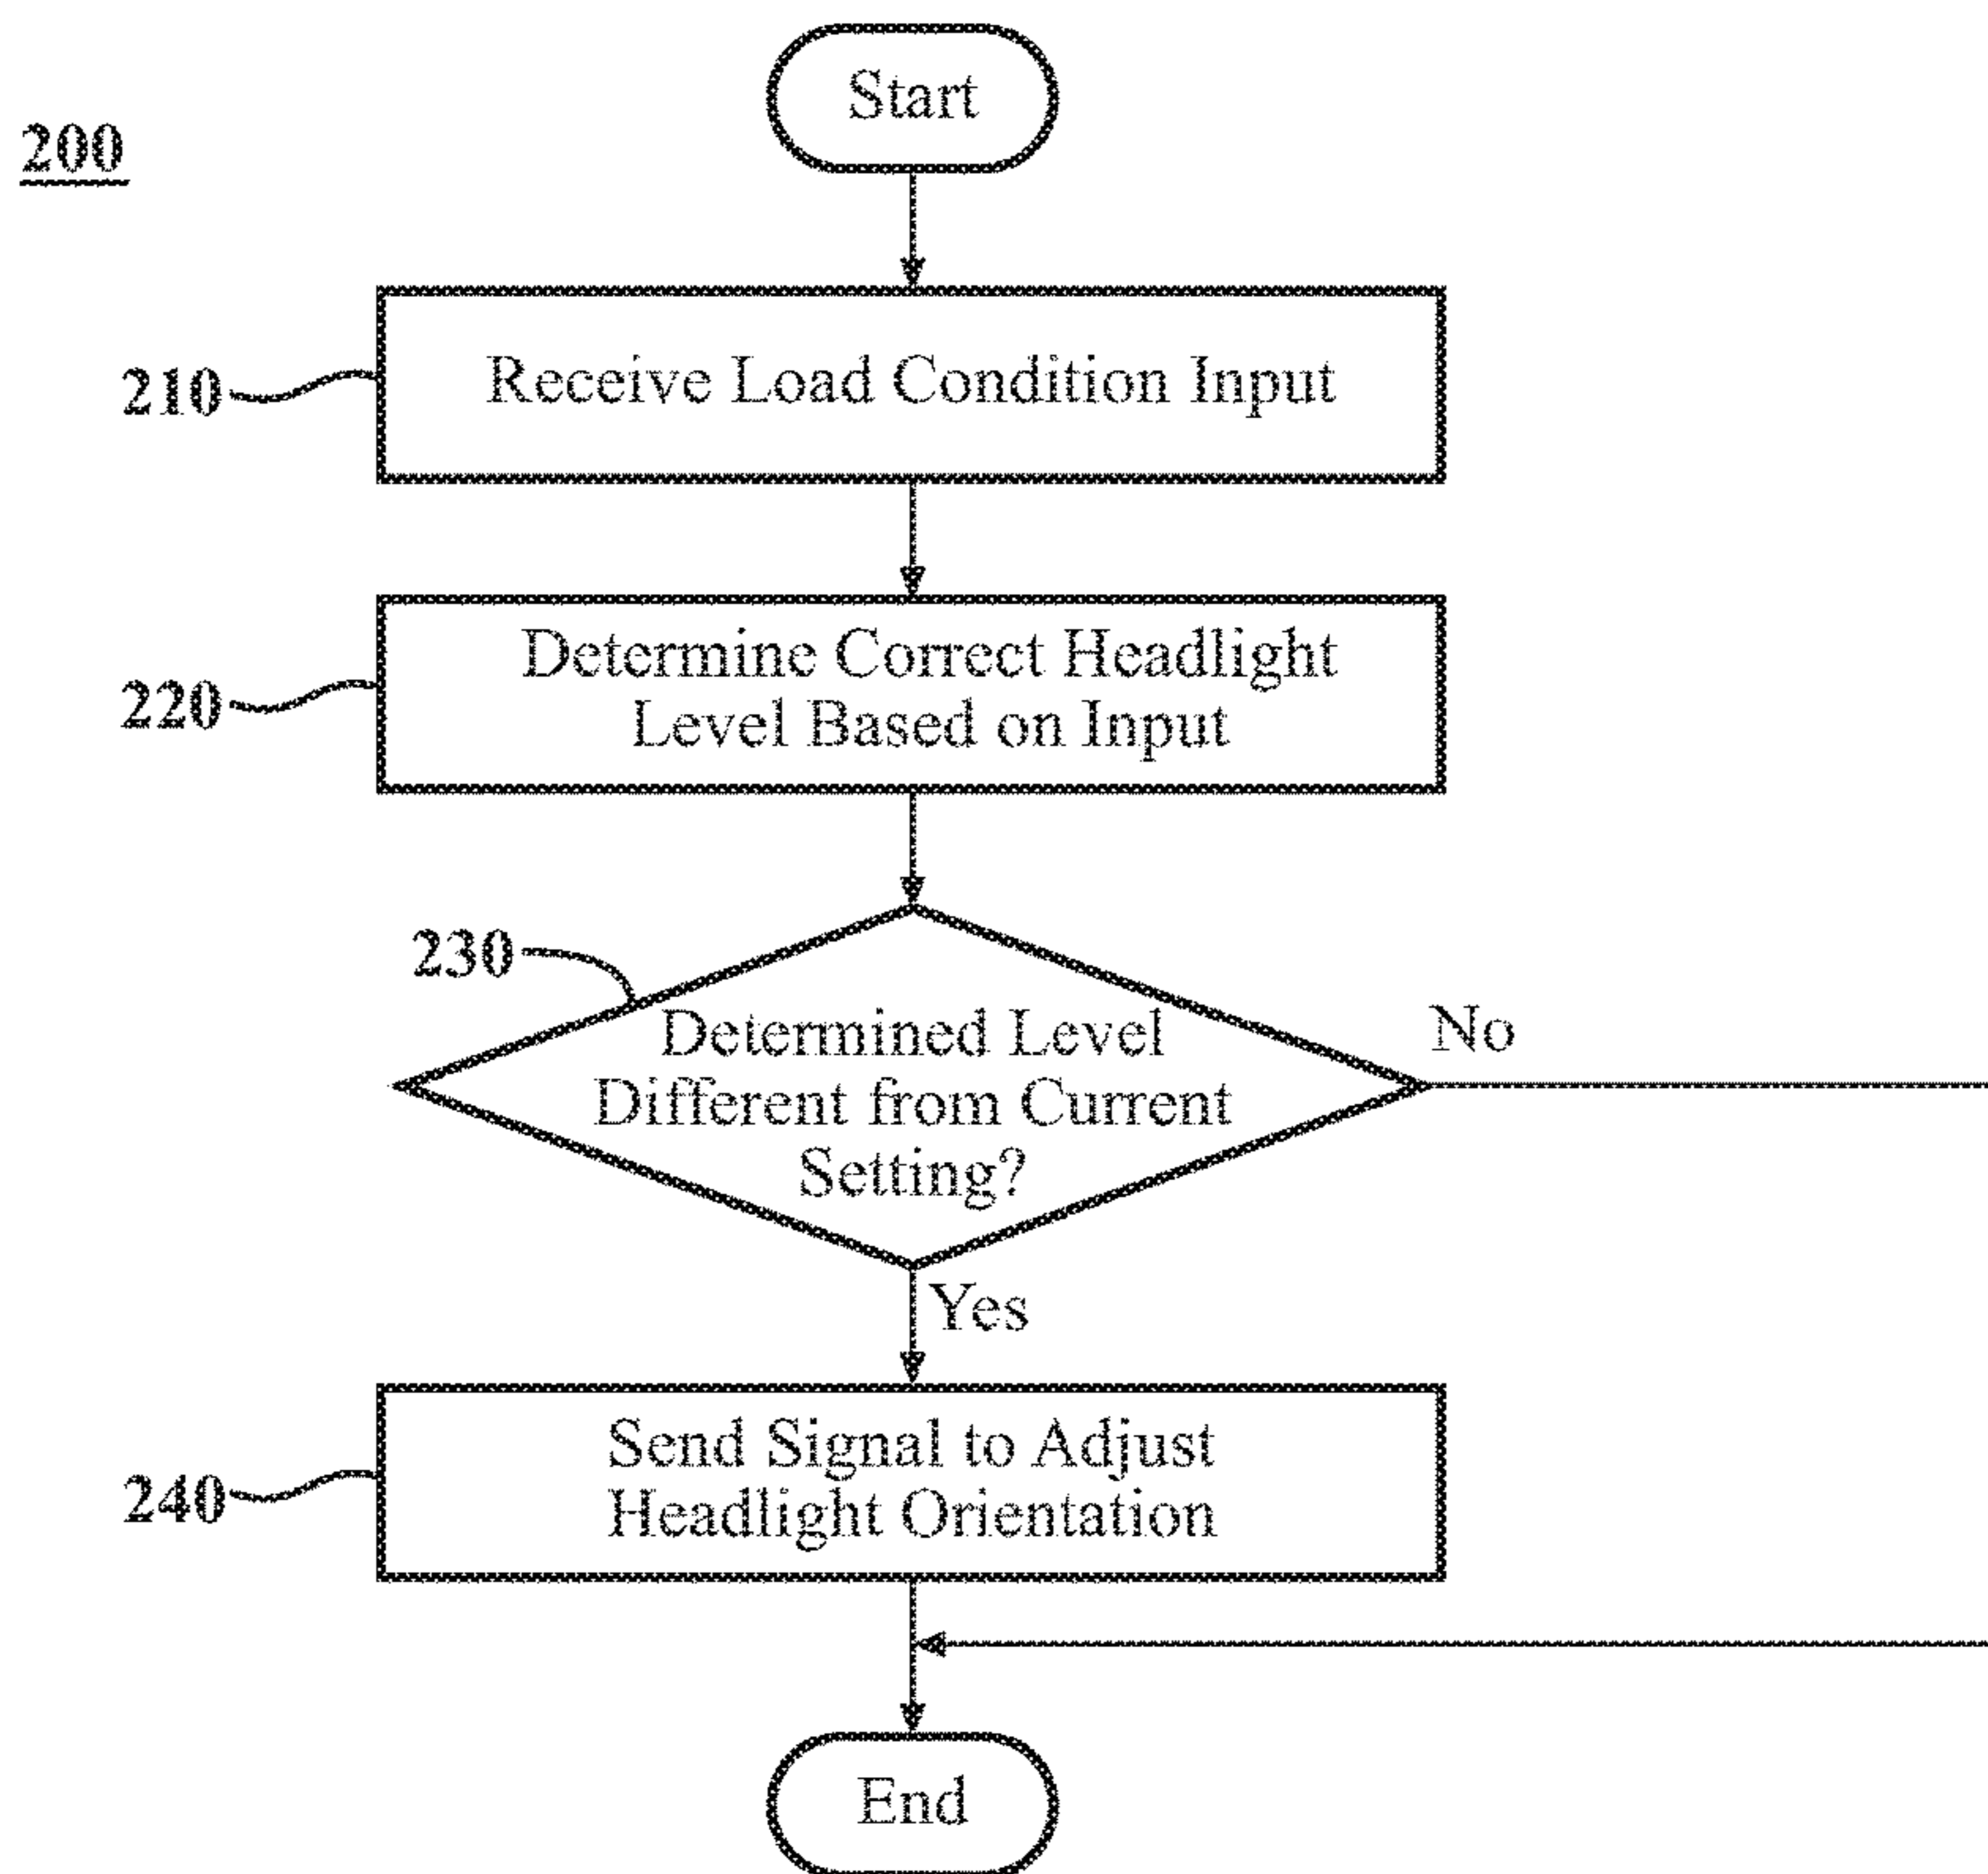 Start
200
210
Receive Load Condition Input
220
Determine Correct Headlight
Level Based on Input
230
Determined Level
Different from Current
Setting?
No
Yes
240
Send Signal to Adjust
Headlight Orientation
End